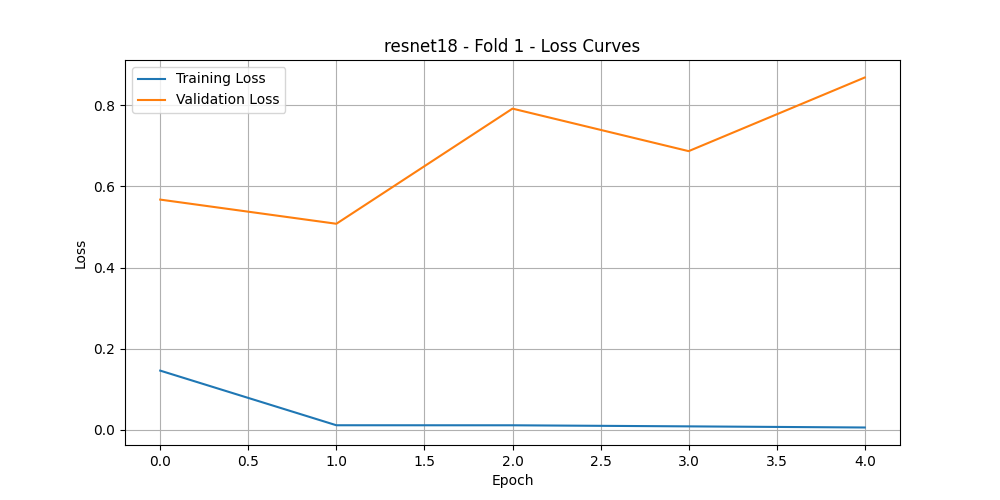 resnet18 - Fold 1 - Loss Curves
Training Loss
Validation Loss
0.8
0.6
0.4
0.2
0.0
Loss
0.0 0.5 1.0 1.5 2.0 2.5 3.0 3.5 4.0
Epoch